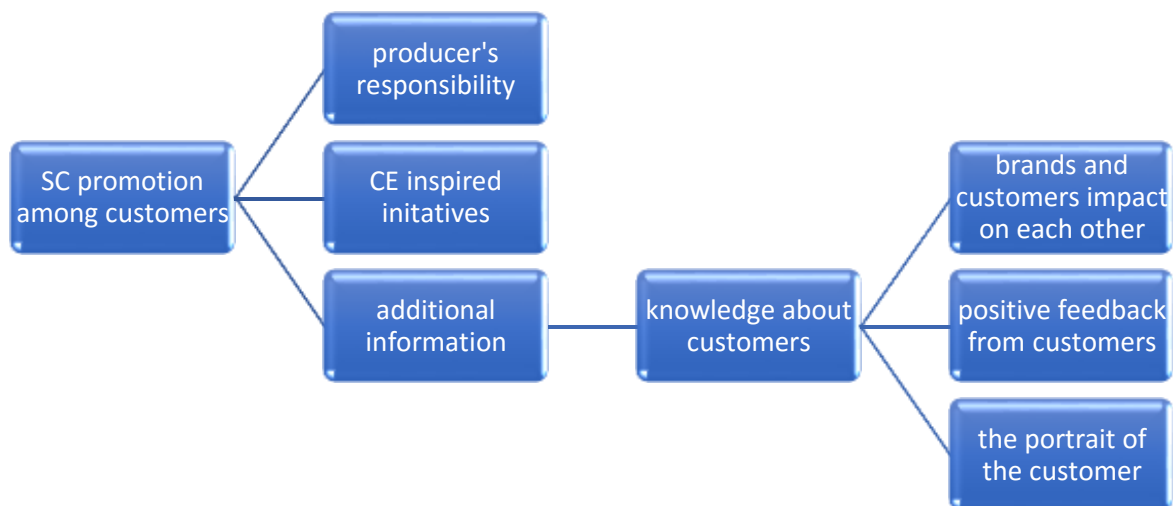 producer's
responsibility
SC promotion
among customers
CE inspired
initatives
additional
information
knowledge about
customers
brands and
customers impact
on each other
positive feedback
from customers
the portrait of
the customer